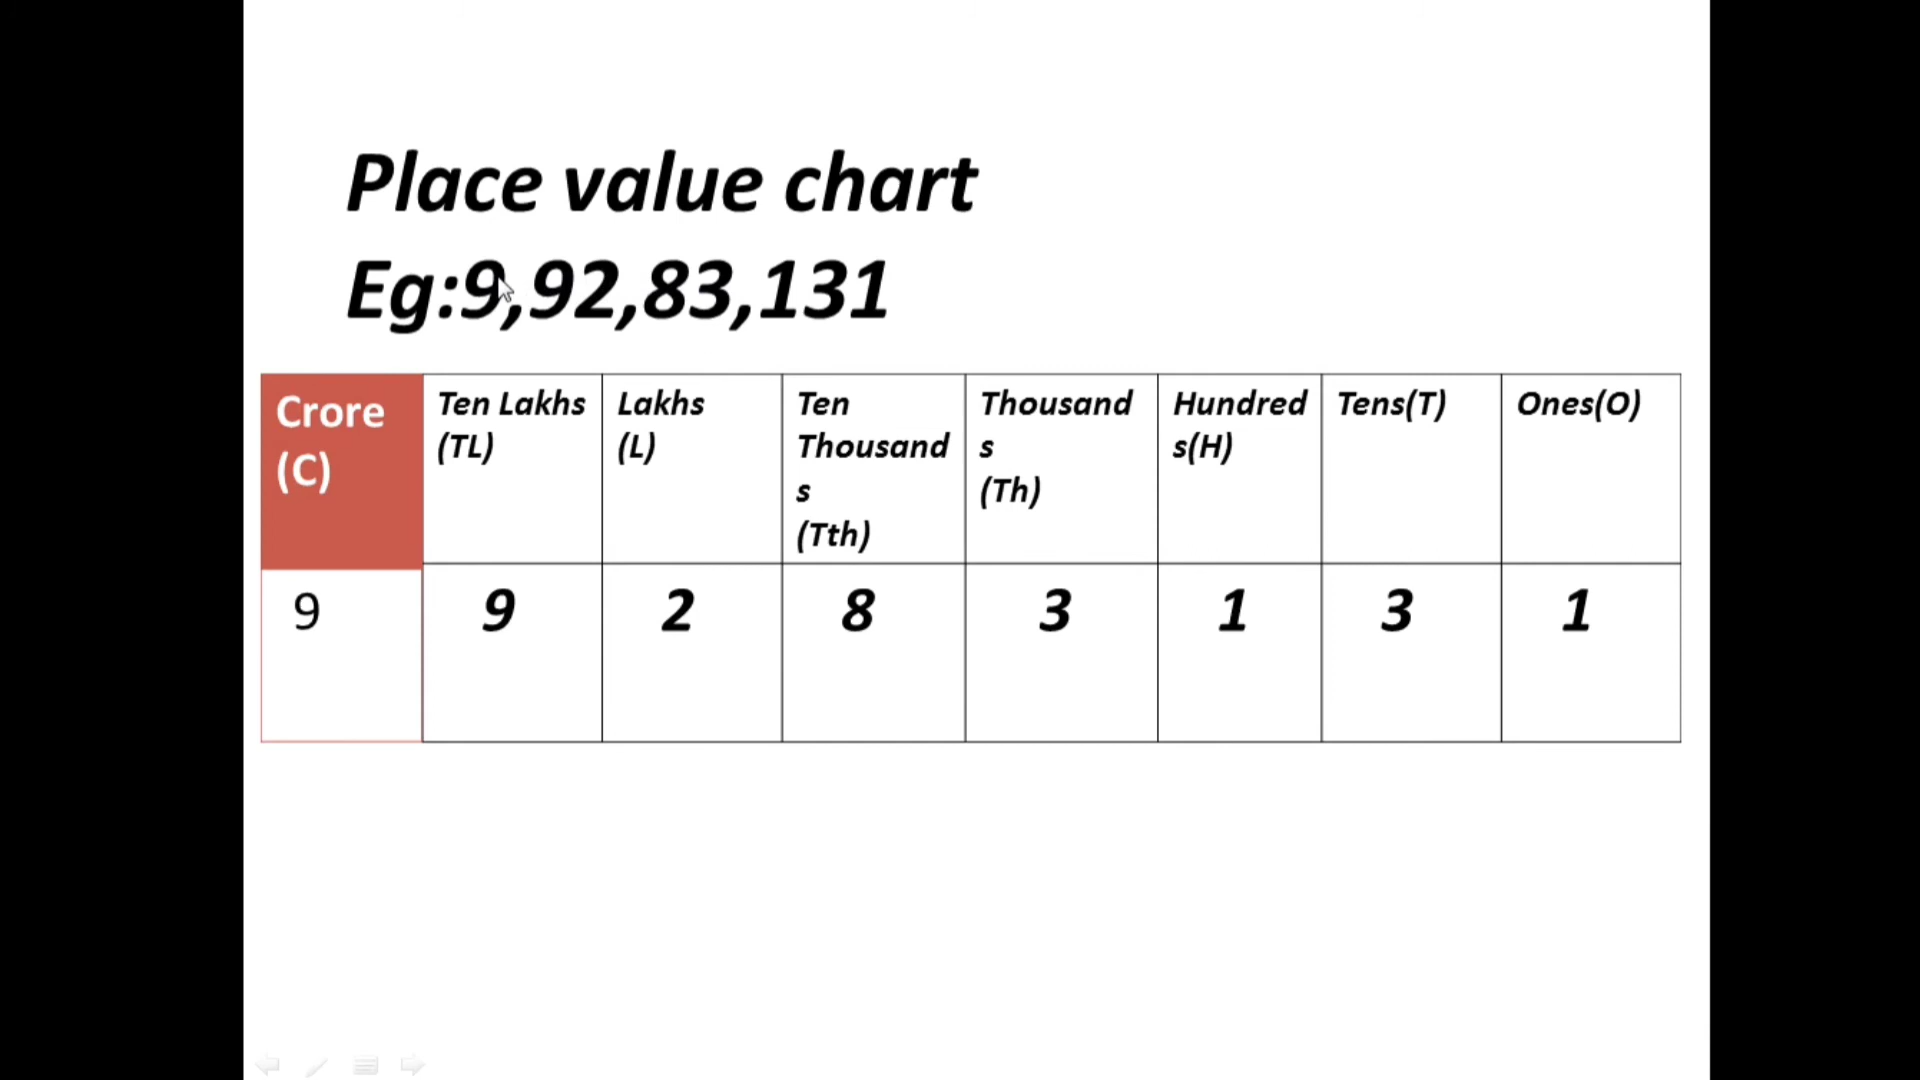 Place value chart
Eg:9,92,83,131
Crore
(C)
Ten Lakhs
(TL)
Lakhs
(L)
Ten
Thousand
s
(Tth)
Thousand
s
(Th)
Hundred
s(H)
Tens(T)
Ones(O)
9
9
2
8
3
1
3
1